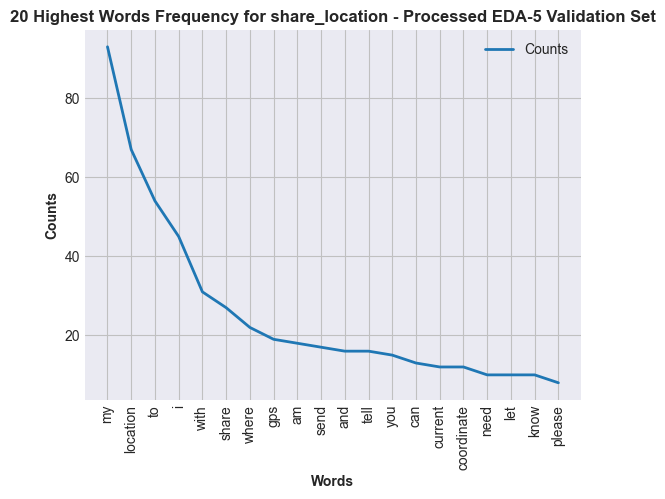 20 Highest Words Frequency for share_location - Processed EDA-5 Validation Set
Counts
80
60
40
20
Counts
my
location
to
i
with
share
where
gps
am
send
and
tell
you
can
current
coordinate
need
let
know
please
Words